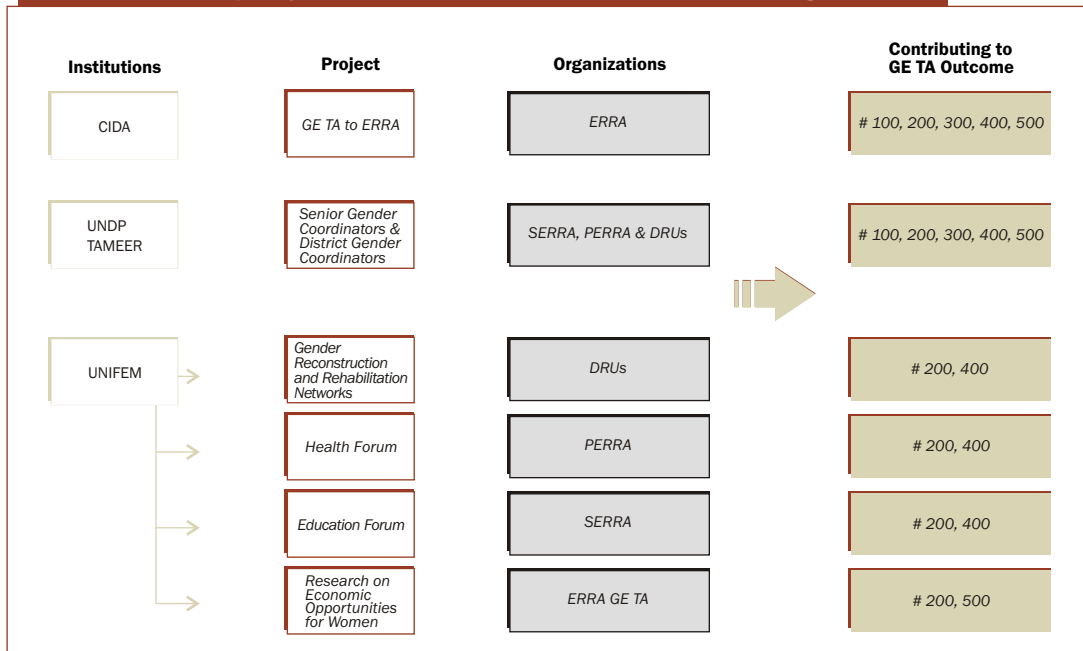 Institutions
Project
Organizations
Contributing to
GE TA Outcome
CIDA
GE TA to ERRA
ERRA
# 100, 200, 300, 400, 500
UNDP
TAMEER
Senior Gender
Coordinators &
District Gender
Coordinators
SERRA, PERRA & DRUs
# 100, 200, 300, 400, 500
UNIFEM
Gender
Reconstruction
and Rehabilitation
Networks
DRUs
# 200, 400
Health Forum
PERRA
# 200, 400
Education Forum
SERRA
# 200, 400
Research on
Economic
Opportunities
for Women
ERRA GE TA
# 200, 500